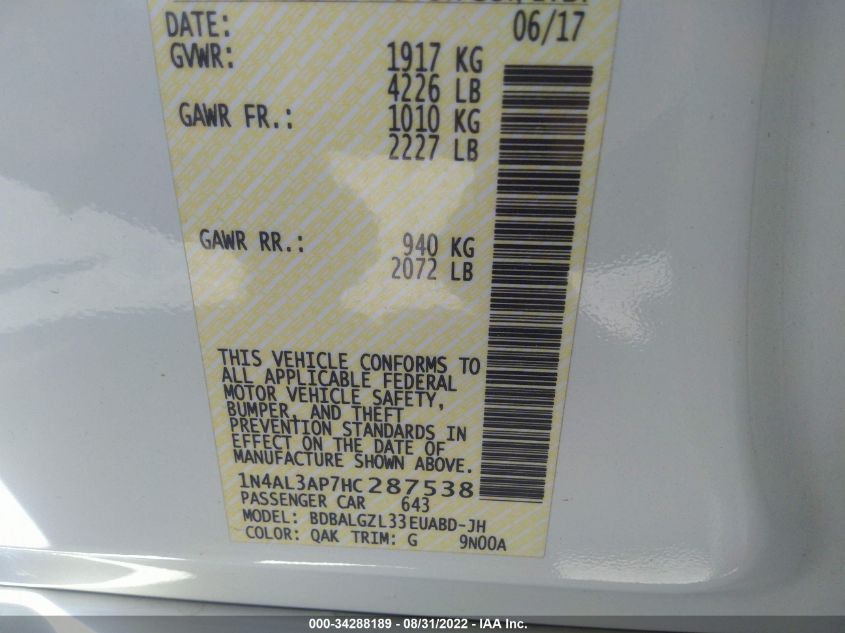 DATE: 06/17
GVWR: 1917 KG
4226 LB
GAWR FR.: 1010 KG
2227 LB
GAWR RR.: 940 KG
2072 LB
THIS VEHICLE CONFORMS TO
ALL APPLICABLE FEDERAL
MOTOR VEHICLE SAFETY,
BUMPER, AND THEFT
PREVENTION STANDARDS IN
EFFECT ON THE DATE OF
MANUFACTURE SHOWN ABOVE.
1N4AL3AP7HC287538
PASSENGER CAR 643
MODEL: BDBALGZL33EUABD-JH
COLOR: QAK TRIM: G 9N00A
000-34288189 - 08/31/2022 - IAA Inc.